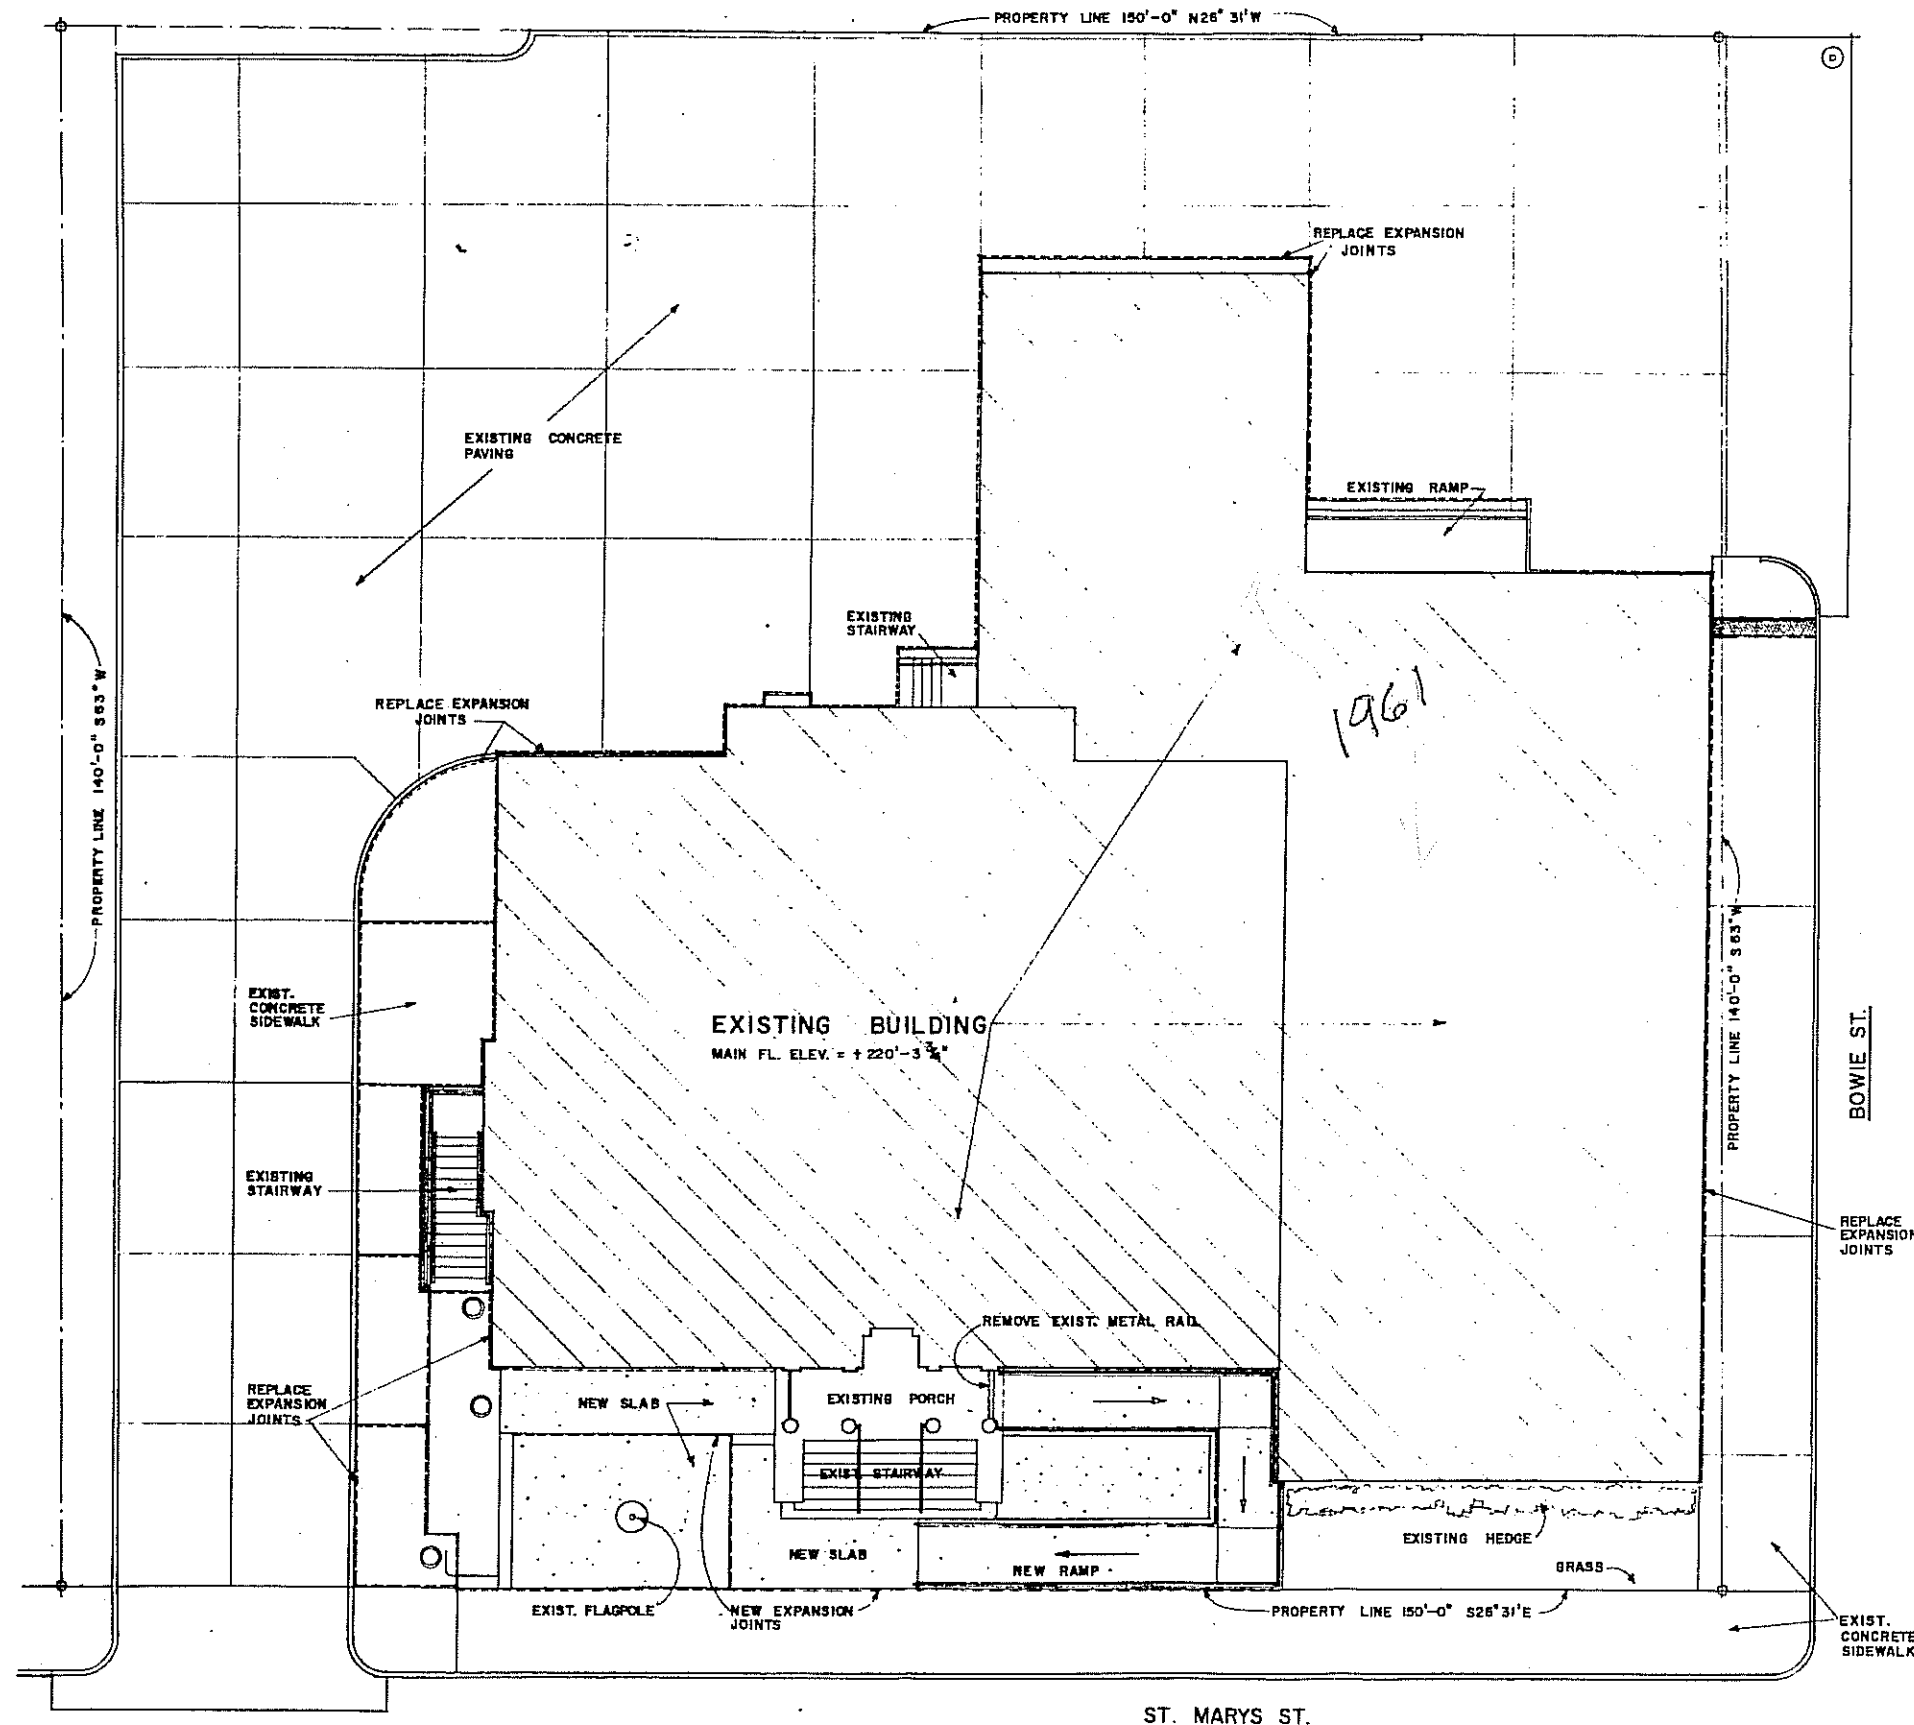 PROPERTY LINE 150'-0" N26° 31'W
REPLACE EXPANSION
JOINTS
EXISTING CONCRETE
PAVING
EXISTING RAMP
EXISTING
STAIRWAY
PROPERTY LINE 140'-0" S63° W
REPLACE EXPANSION
JOINTS
1961
EXIST.
CONCRETE
SIDEWALK
EXISTING BUILDING
MAIN FL. ELEV. = + 220'-3 3/4"
PROPERTY LINE 140'-0" S63° W
BOWIE ST.
EXISTING
STAIRWAY
REPLACE
EXPANSION
JOINTS
REMOVE EXIST. METAL RAIL
REPLACE
EXPANSION
JOINTS
NEW SLAB
EXISTING PORCH
EXIST. STAIRWAY
NEW SLAB
NEW RAMP
EXISTING HEDGE
GRASS
EXIST. FLAGPOLE
NEW EXPANSION
JOINTS
PROPERTY LINE 150'-0" S26° 31'E
EXIST.
CONCRETE
SIDEWALK
ST. MARYS ST.